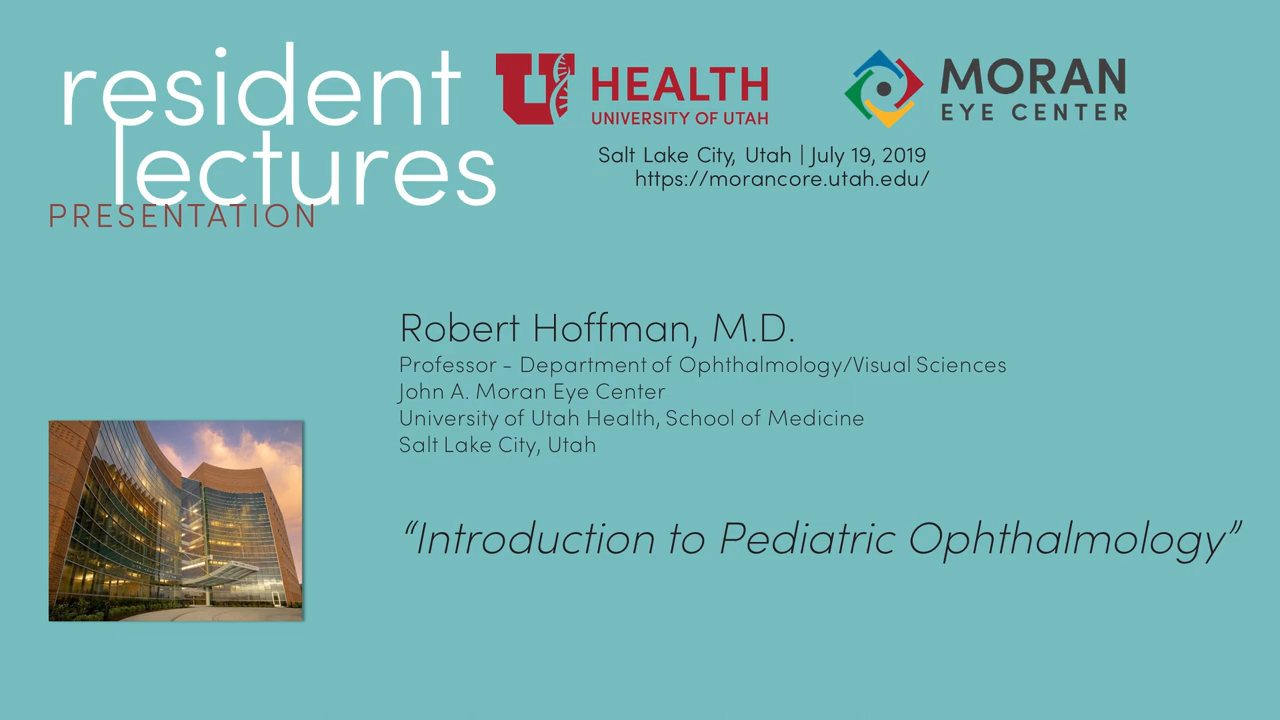 resident
lectures
PRESENTATION
U HEALTH
UNIVERSITY OF UTAH
MORAN
EYE CENTER
Salt Lake City, Utah | July 19, 2019
https://morancore.utah.edu/
Robert Hoffman, M.D.
Professor - Department of Ophthalmology/Visual Sciences
John A. Moran Eye Center
University of Utah Health, School of Medicine
Salt Lake City, Utah
“Introduction to Pediatric Ophthalmology”